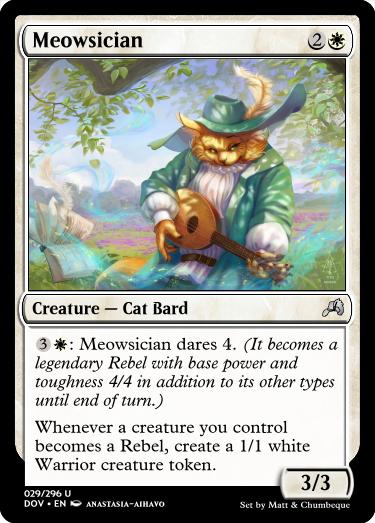 Meowsician 2
Creature — Cat Bard
3 : Meowsician dares 4. (It becomes a
legendary Rebel with base power and
toughness 4/4 in addition to its other types
until end of turn.)
Whenever a creature you control
becomes a Rebel, create a 1/1 white
Warrior creature token.
3/3
029/296 U
DOV • EN ANASTASIA-AIHAVO
Set by Matt & Chumbeque